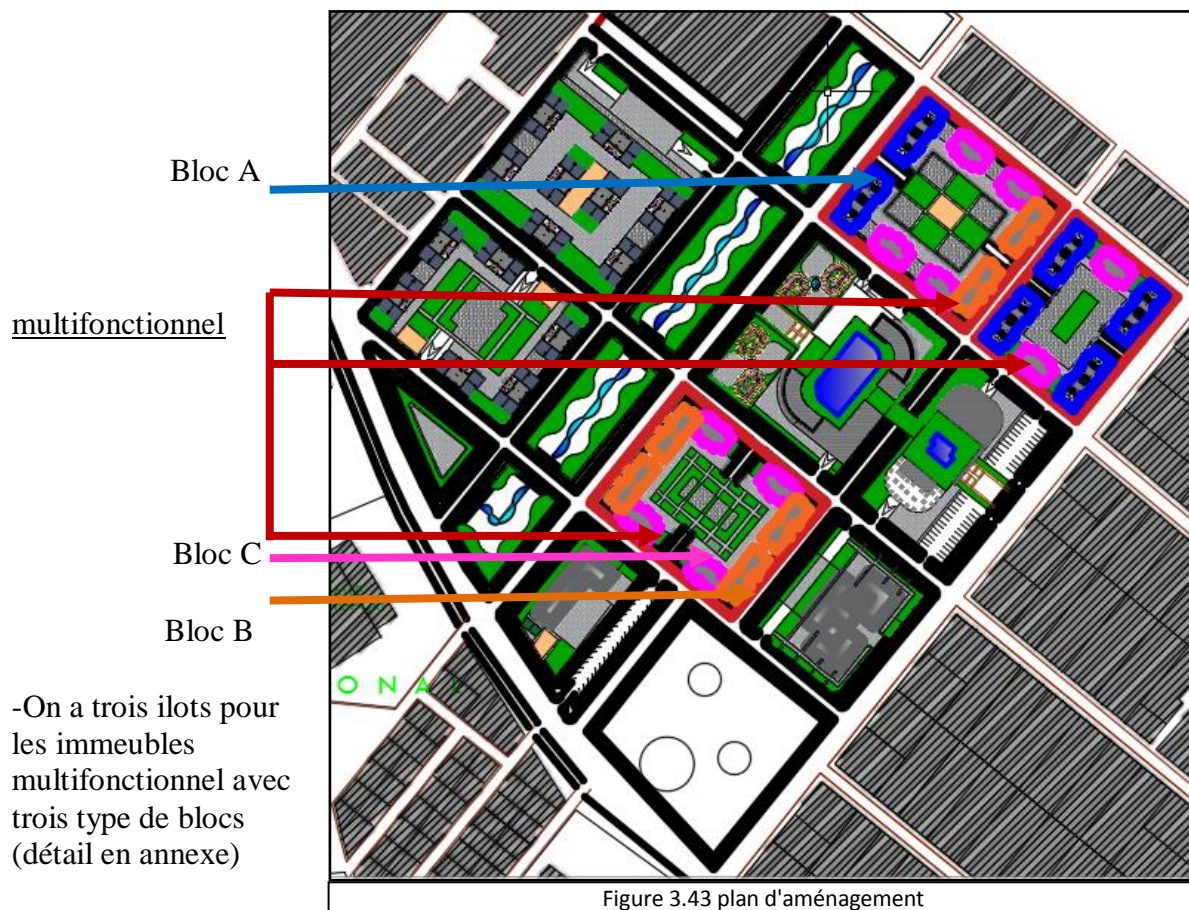 Bloc A
multifonctionnel
Bloc C
Bloc B
O N A L
-On a trois ilots pour
les immeubles
multifonctionnel avec
trois type de blocs
(détail en annexe)
Figure 3.43 plan d'aménagement